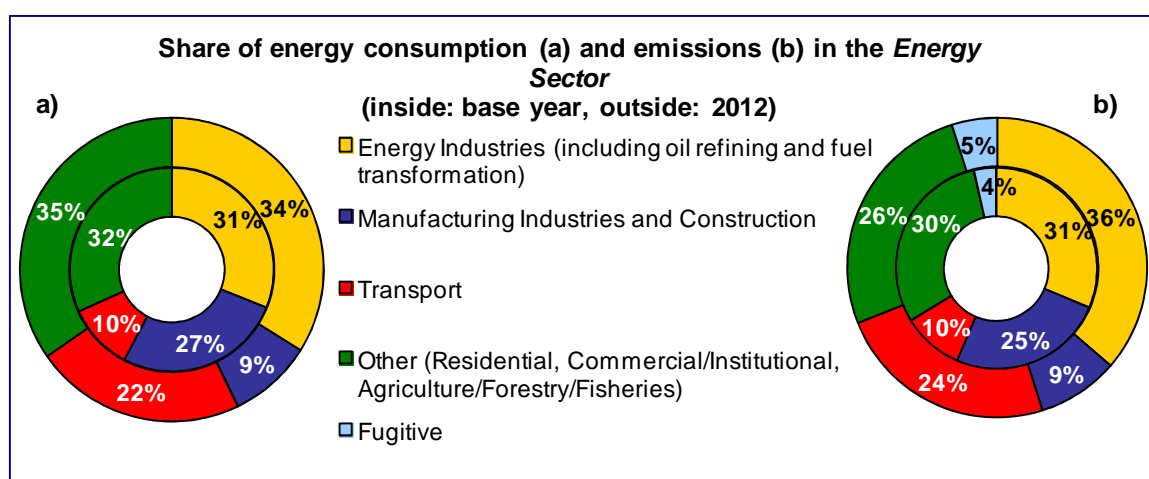 Share of energy consumption (a) and emissions (b) in the Energy
Sector
(inside: base year, outside: 2012)
a)
b)
Energy Industries (including oil refining and fuel
transformation)
Manufacturing Industries and Construction
Transport
Other (Residential, Commercial/Institutional,
Agriculture/Forestry/Fisheries)
Fugitive
35%
32%
31%
34%
10%
27%
22%
9%
5%
4%
26%
30%
31%
36%
10%
25%
24%
9%